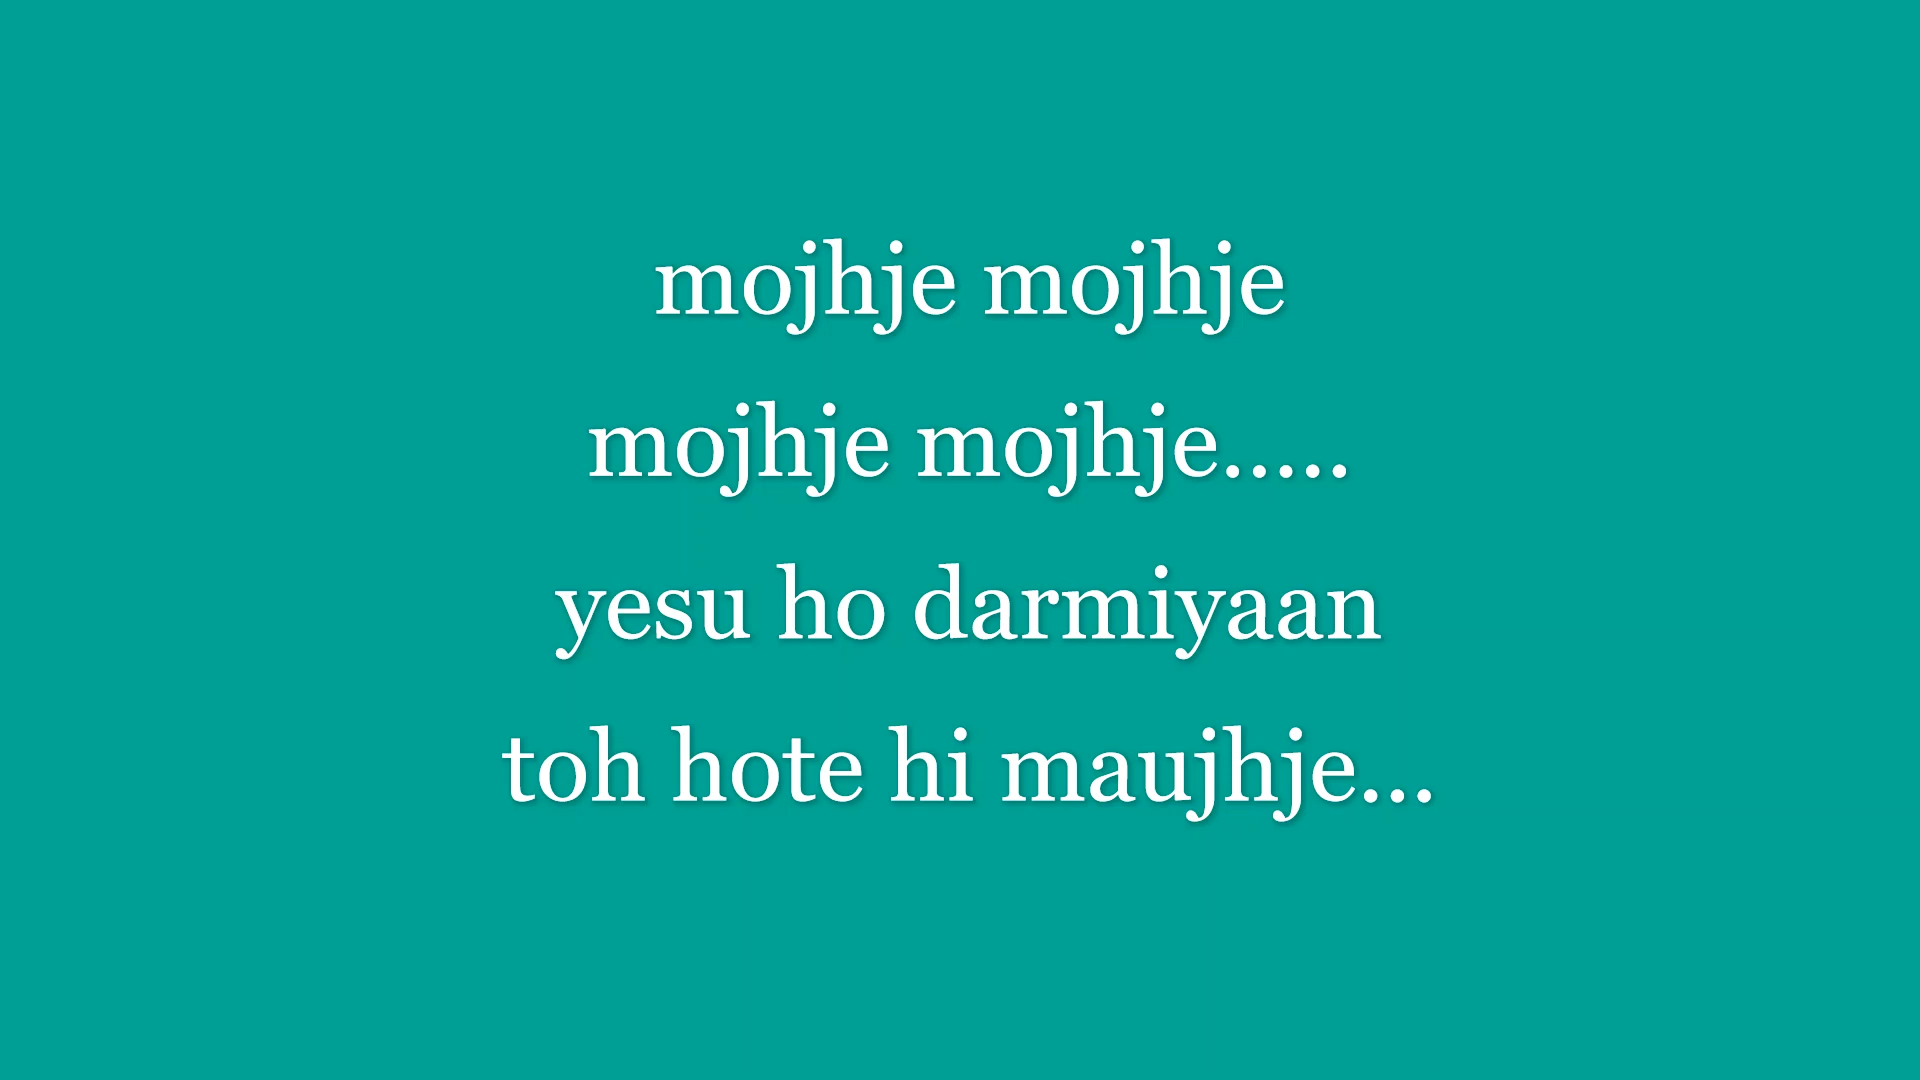 mojhje mojhje
mojhje mojhje.....
yesu ho darmiyaan
toh hote hi maujhje...